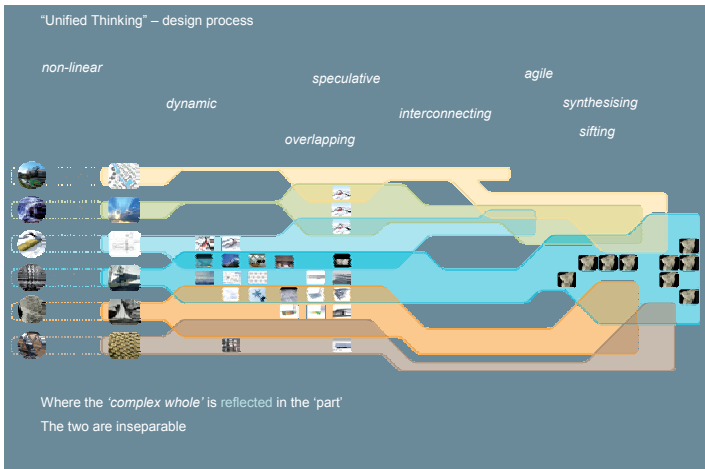 “Unified Thinking” – design process
non-linear
speculative
agile
dynamic
synthesising
interconnecting
sifting
overlapping
Where the ‘complex whole’ is reflected in the ‘part’
The two are inseparable